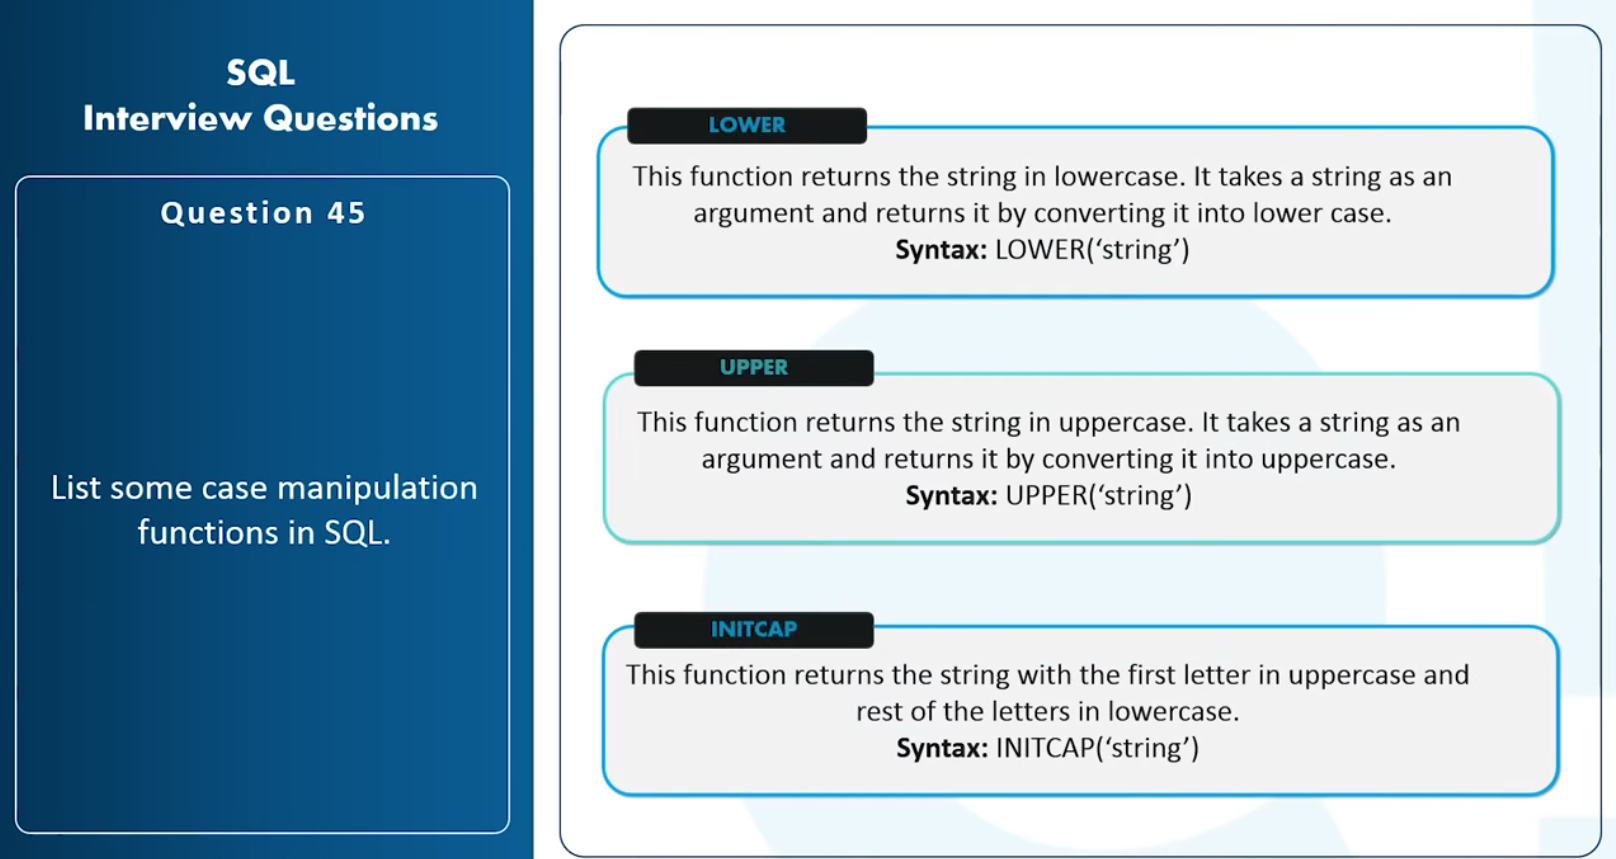 SQL
Interview Questions
Question 45
List some case manipulation
functions in SQL.
LOWER
This function returns the string in lowercase. It takes a string as an
argument and returns it by converting it into lower case.
Syntax: LOWER(‘string’)
UPPER
This function returns the string in uppercase. It takes a string as an
argument and returns it by converting it into uppercase.
Syntax: UPPER(‘string’)
INITCAP
This function returns the string with the first letter in uppercase and
rest of the letters in lowercase.
Syntax: INITCAP(‘string’)